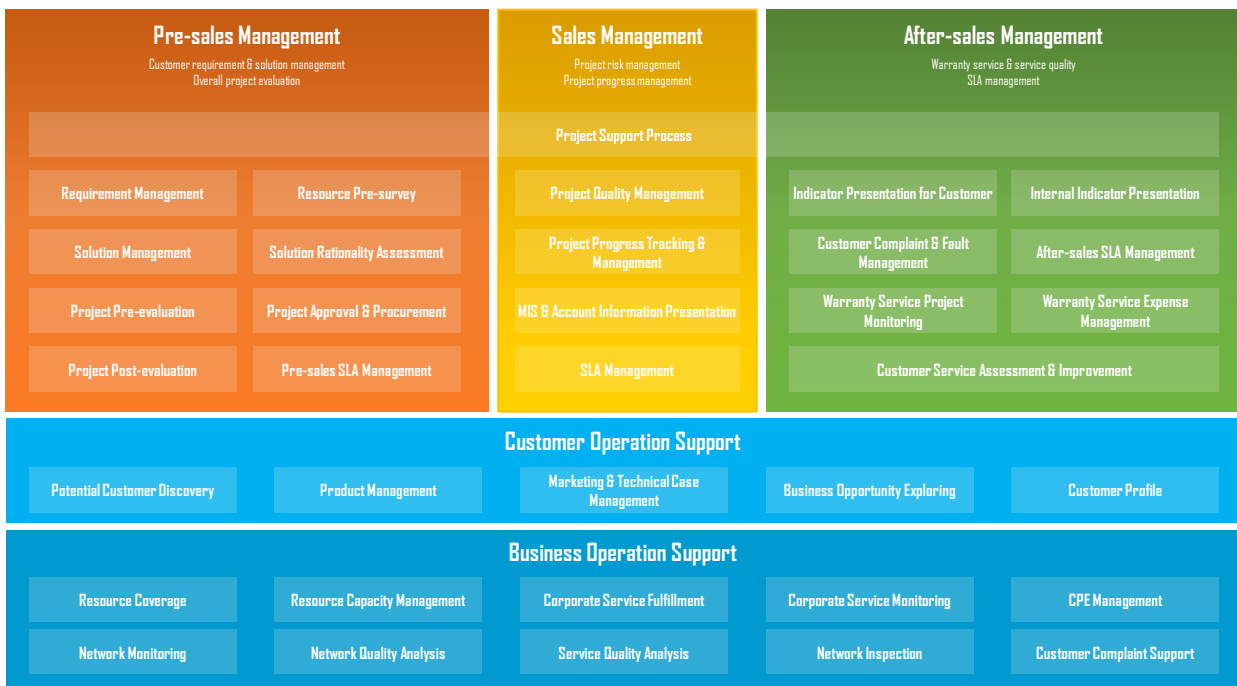 Pre-sales Management
Customer requirement & solution management
Overall project evaluation
Sales Management
Project risk management
Project progress management
After-sales Management
Warranty service & service quality
SLA management
Project Support Process
Requirement Management
Resource Pre-survey
Project Quality Management
Indicator Presentation for Customer
Internal Indicator Presentation
Solution Management
Solution Rationality Assessment
Project Progress Tracking &
Management
Customer Complaint & Fault
Management
After-sales SLA Management
Project Pre-evaluation
Project Approval & Procurement
MIS & Account Information Presentation
Warranty Service Project
Monitoring
Warranty Service Expense
Management
Project Post-evaluation
Pre-sales SLA Management
SLA Management
Customer Service Assessment & Improvement
Customer Operation Support
Potential Customer Discovery
Product Management
Marketing & Technical Case
Management
Business Opportunity Exploring
Customer Profile
Business Operation Support
Resource Coverage
Resource Capacity Management
Corporate Service Fulfillment
Corporate Service Monitoring
CPE Management
Network Monitoring
Network Quality Analysis
Service Quality Analysis
Network Inspection
Customer Complaint Support